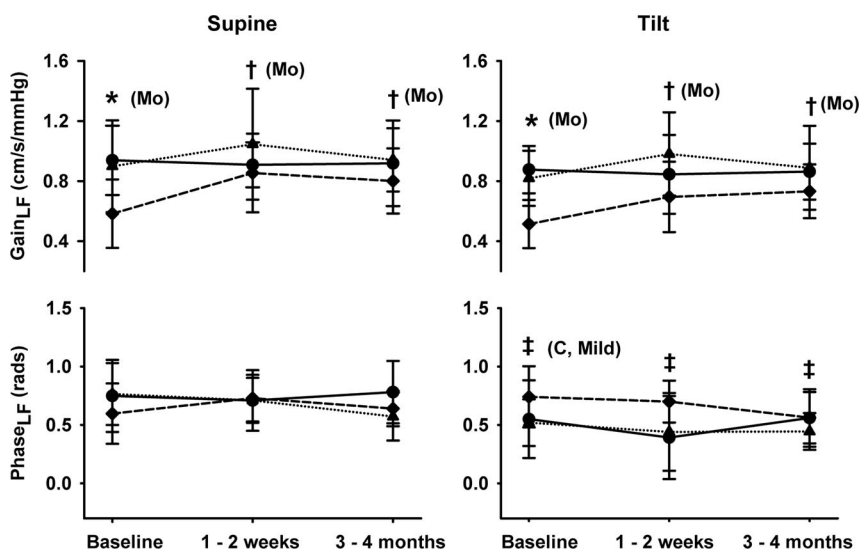 Supine
Tilt
Gain_LF (cm/s/mmHg)
1.6
1.2
0.8
0.4
* (Mo)
† (Mo)
† (Mo)
1.6
1.2
0.8
0.4
* (Mo)
† (Mo)
† (Mo)
Phase_LF (rads)
1.5
1.0
0.5
0.0
1.5
1.0
0.5
0.0
‡ (C, Mild)
‡
‡
Baseline 1 - 2 weeks 3 - 4 months
Baseline 1 - 2 weeks 3 - 4 months